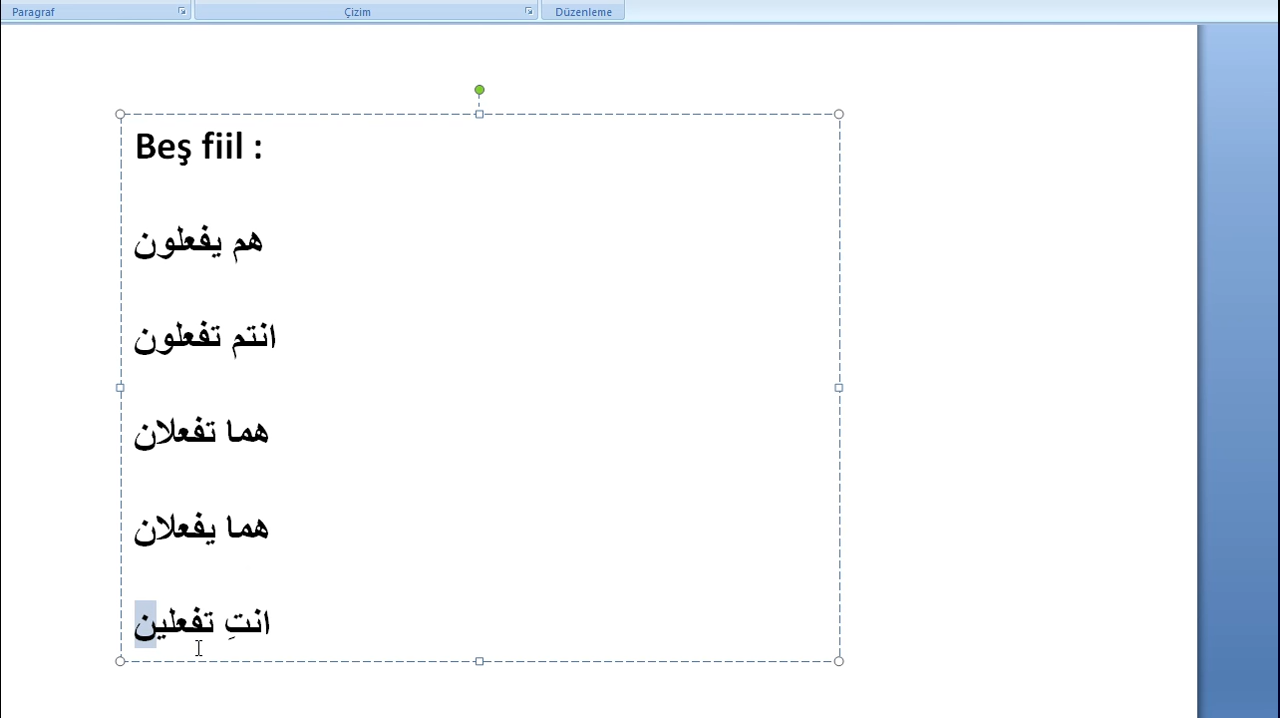 Paragraf Çizim Düzenleme
Beş fiil :
هم يفعلون
انتم تفعلون
هما تفعلان
هما يفعلان
انتِ تفعلين